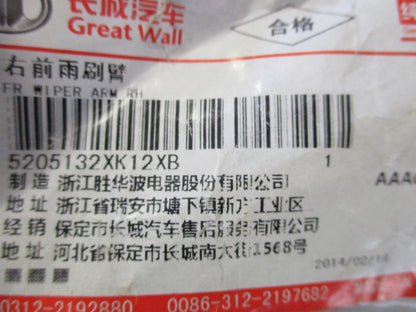 长城汽车
Great Wall
合格
右前雨刷臂
FR WIPER ARM,RH
5205132XK12XB 1
制造 浙江胜华波电器股份有限公司
地址 浙江省瑞安市塘下镇新方工业区
经销 保定市长城汽车售后服务有限公司
地址 河北省保定市长城南大街1568号
2014/02/18
0312-2192880 0086-312-2197682